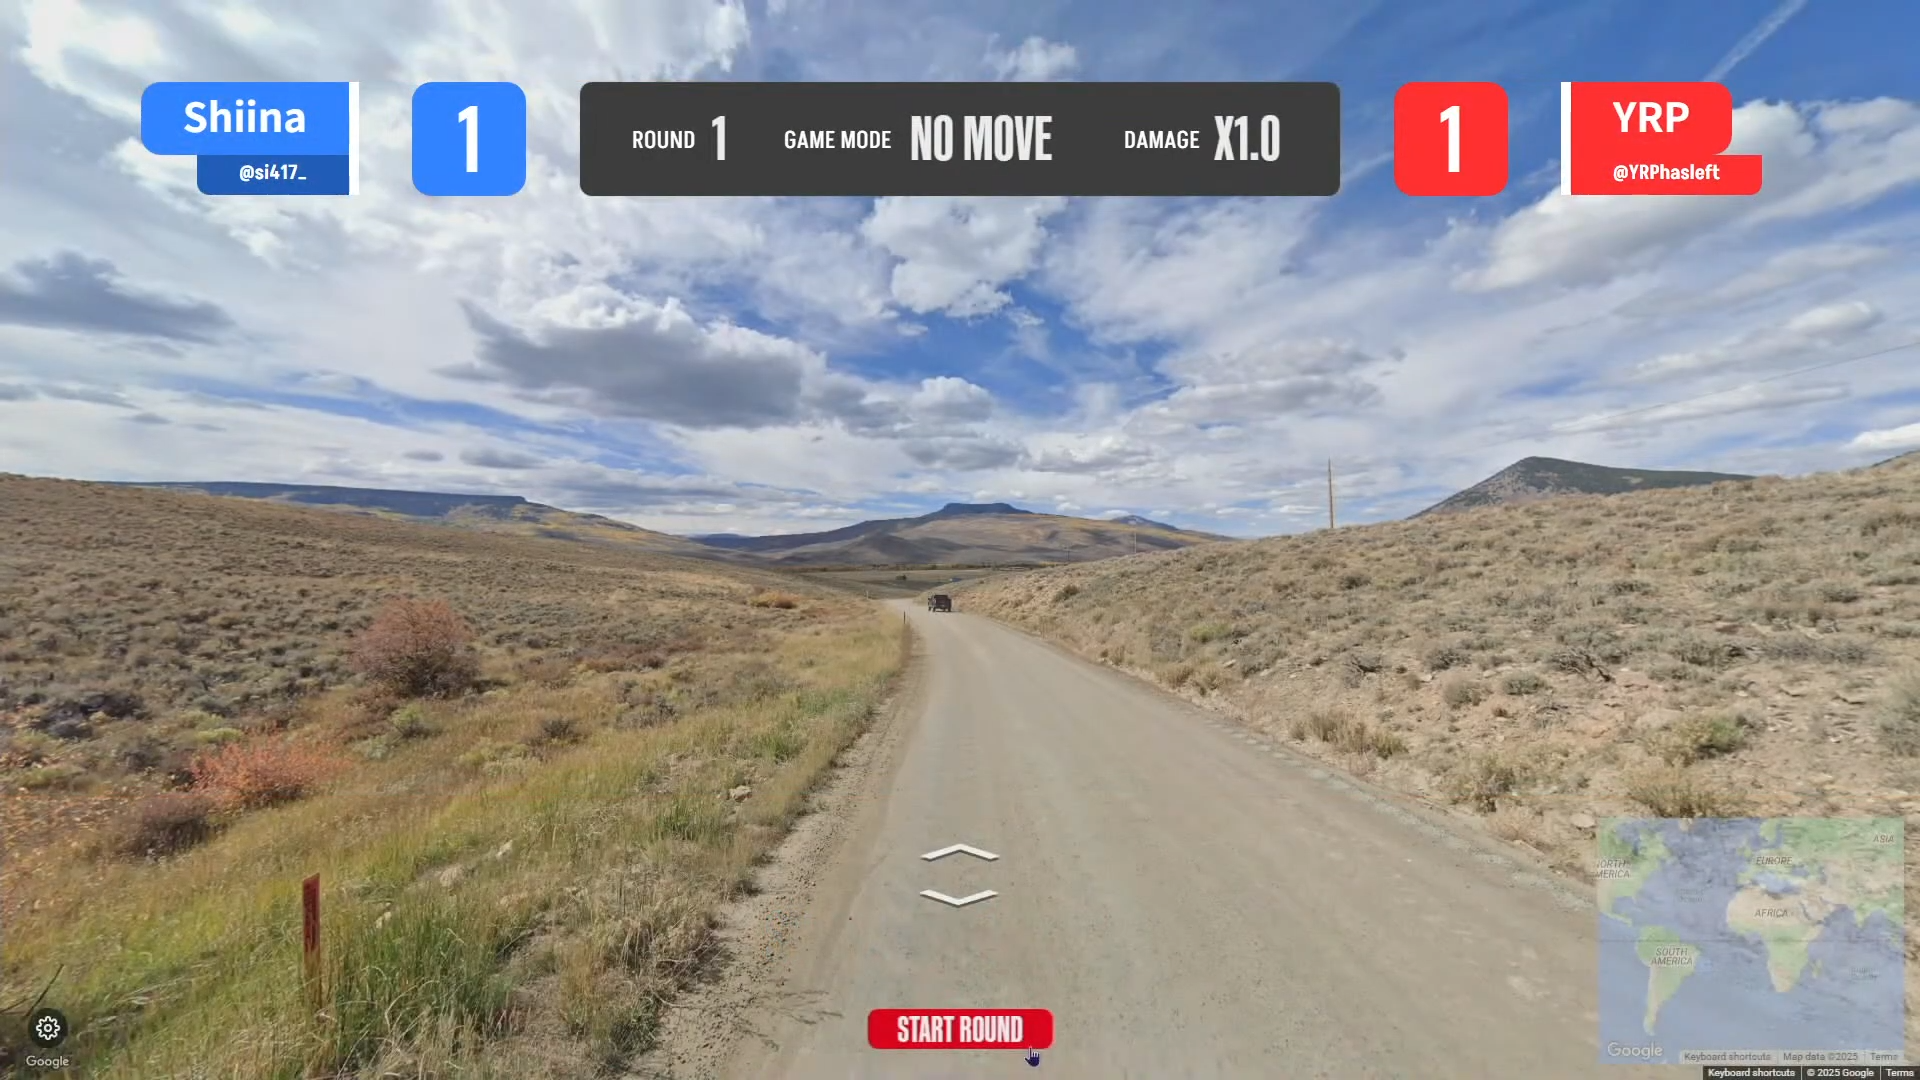 Shiina
@si417_
1
ROUND 1 GAME MODE NO MOVE DAMAGE X1.0
1
YRP
@YRPhasleft
ASIA
EUROPE
NORTH
AMERICA
AFRICA
SOUTH
AMERICA
START ROUND
Google
Google
Keyboard shortcuts Map data ©2025 Terms
Keyboard shortcuts © 2025 Google Terms